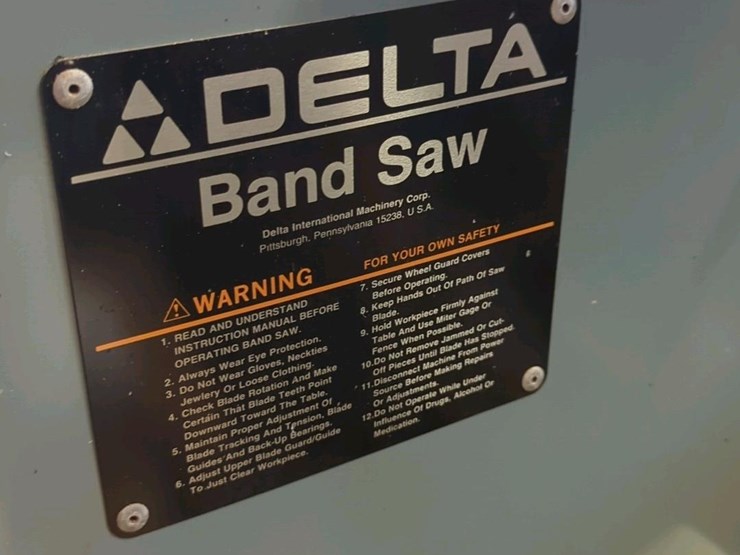 DELTA
Band Saw
Delta International Machinery Corp.
Pittsburgh, Pennsylvania 15238, U S A.
WARNING
FOR YOUR OWN SAFETY
1. READ AND UNDERSTAND
INSTRUCTION MANUAL BEFORE
OPERATING BAND SAW.
2. Always Wear Eye Protection.
3. Do Not Wear Gloves, Neckties
Jewlery Or Loose Clothing.
4. Check Blade Rotation And Make
Certain That Blade Teeth Point
Downward Toward The Table.
5. Maintain Proper Adjustment Of
Blade Tracking And Tension, Blade
Guides And Back-Up Bearings.
6. Adjust Upper Blade Guard/Guide
To Just Clear Workpiece.
7. Secure Wheel Guard Covers
Before Operating.
8. Keep Hands Out Of Path Of Saw
Blade.
9. Hold Workpiece Firmly Against
Table And Use Miter Gage Or
Fence When Possible.
10. Do Not Remove Jammed Or Cut-
Off Pieces Until Blade Has Stopped.
11. Disconnect Machine From Power
Source Before Making Repairs
Or Adjustments.
12. Do Not Operate While Under
Influence Of Drugs, Alcohol Or
Medication.